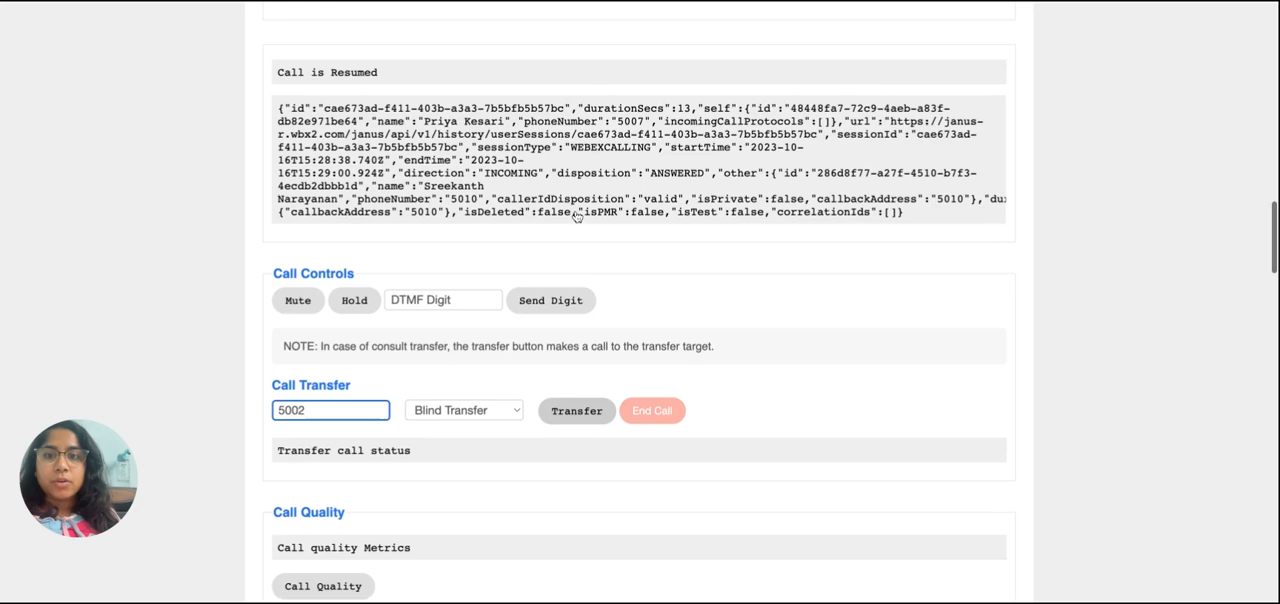 Call is Resumed
{"id":"cae673ad-f411-403b-a3a3-7b5bfb5b57bc","durationSecs":13,"self":{"id":"48448fa7-72c9-4aeb-a83f-
db82e971be64","name":"Priya Kesari","phoneNumber":"5007","incomingCallProtocols":[]},"url":"https://janus-
r.wbx2.com/janus/api/v1/history/userSessions/cae673ad-f411-403b-a3a3-7b5bfb5b57bc","sessionId":"cae673ad-
f411-403b-a3a3-7b5bfb5b57bc","sessionType":"WEBEXCALLING","startTime":"2023-10-
16T15:28:38.740Z","endTime":"2023-10-
16T15:29:00.924Z","direction":"INCOMING","disposition":"ANSWERED","other":{"id":"286d8f77-a27f-4510-b7f3-
4ecdb2dbbb1d","name":"Sreekanth
Narayanan","phoneNumber":"5010","callerIdDisposition":"valid","isPrivate":false,"callbackAddress":"5010"},"du
{"callbackAddress":"5010"},"isDeleted":false,"isPMR":false,"isTest":false,"correlationIds":[]}
Call Controls
Mute Hold DTMF Digit Send Digit
NOTE: In case of consult transfer, the transfer button makes a call to the transfer target.
Call Transfer
5002 Blind Transfer Transfer End Call
Transfer call status
Call Quality
Call quality Metrics
Call Quality